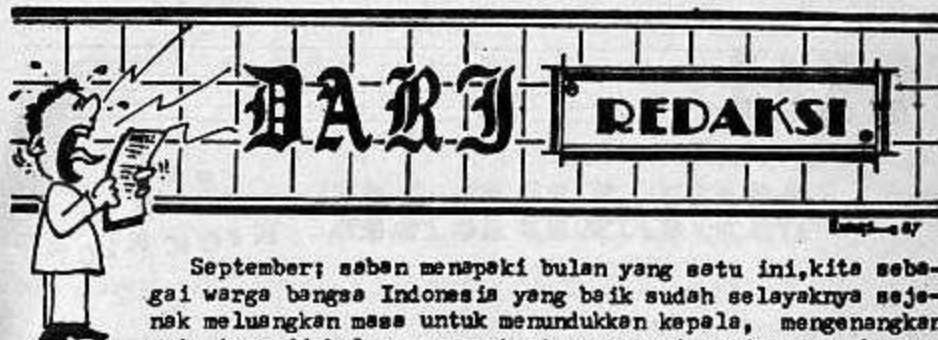 DARI REDAKSI
September; saban menapaki bulan yang satu ini,kita seba-
gai warga bangsa Indonesia yang baik sudah selayaknya seje-
nak meluangkan masa untuk menundukkan kepala, mengenangkan